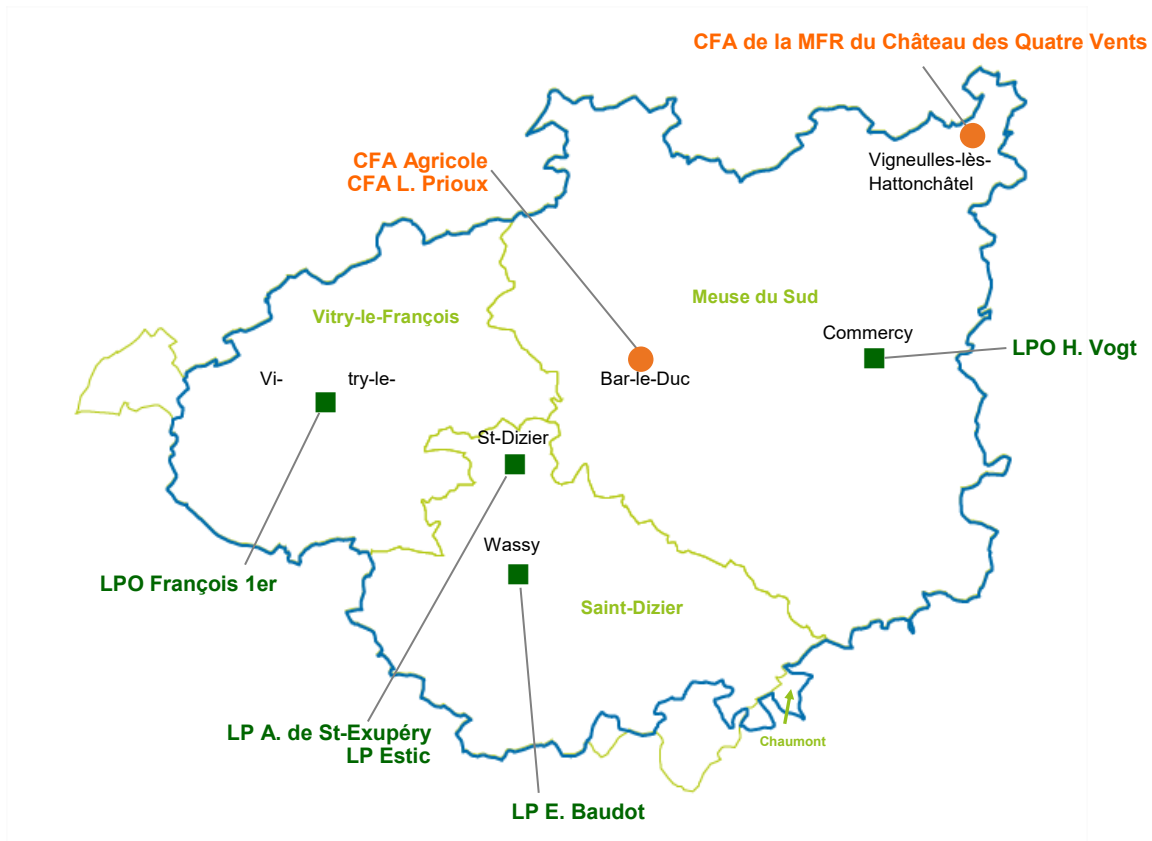 CFA de la MFR du Château des Quatre Vents
Vigneulles-lès-
Hattonchâtel
CFA Agricole
CFA L. Prioux
Meuse du Sud
Vitry-le-François
Commercy
LPO H. Vogt
Bar-le-Duc
Vi- try-le-
St-Dizier
Wassy
LPO François 1er
Saint-Dizier
LP A. de St-Exupéry
LP Estic
Chaumont
LP E. Baudot